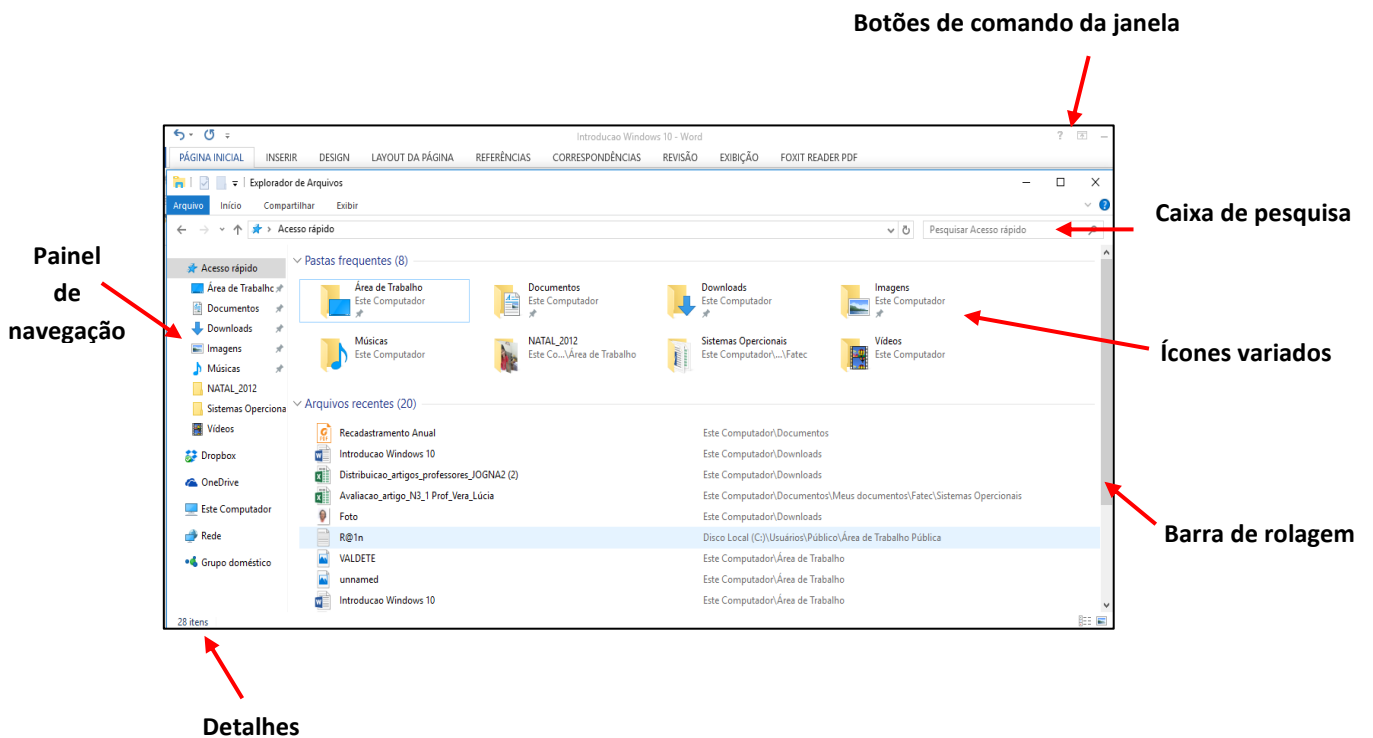 Botões de comando da janela
Introducao Windows 10 - Word
PÁGINA INICIAL INSERIR DESIGN LAYOUT DA PÁGINA REFERÊNCIAS CORRESPONDÊNCIAS REVISÃO EXIBIÇÃO FOXIT READER PDF
Explorador de Arquivos
Arquivo Início Compartilhar Exibir
Acesso rápido Pesquisar Acesso rápido
Caixa de pesquisa
Painel
de
navegação
Acesso rápido
Área de Trabalhc
Documentos
Downloads
Imagens
Músicas
NATAL_2012
Sistemas Operciona
Vídeos
Dropbox
OneDrive
Este Computador
Rede
Grupo doméstico
Pastas frequentes (8)
Área de Trabalho
Este Computador
Documentos
Este Computador
Downloads
Este Computador
Imagens
Este Computador
Músicas
Este Computador
NATAL_2012
Este Co...\Área de Trabalho
Sistemas Opercionais
Este Computador\...\Fatec
Vídeos
Este Computador
Ícones variados
Arquivos recentes (20)
Recadastramento Anual Este Computador\Documentos
Introducao Windows 10 Este Computador\Downloads
Distribuicao_artigos_professores_JOGNA2 (2) Este Computador\Downloads
Avaliacao_artigo_N3_1 Prof_Vera_Lúcia Este Computador\Documentos\Meus documentos\Fatec\Sistemas Opercionais
Foto Este Computador\Downloads
R@1n Disco Local (C:)\Usuários\Público\Área de Trabalho Pública
VALDETE Este Computador\Área de Trabalho
unnamed Este Computador\Área de Trabalho
Introducao Windows 10 Este Computador\Área de Trabalho
Barra de rolagem
28 itens
Detalhes